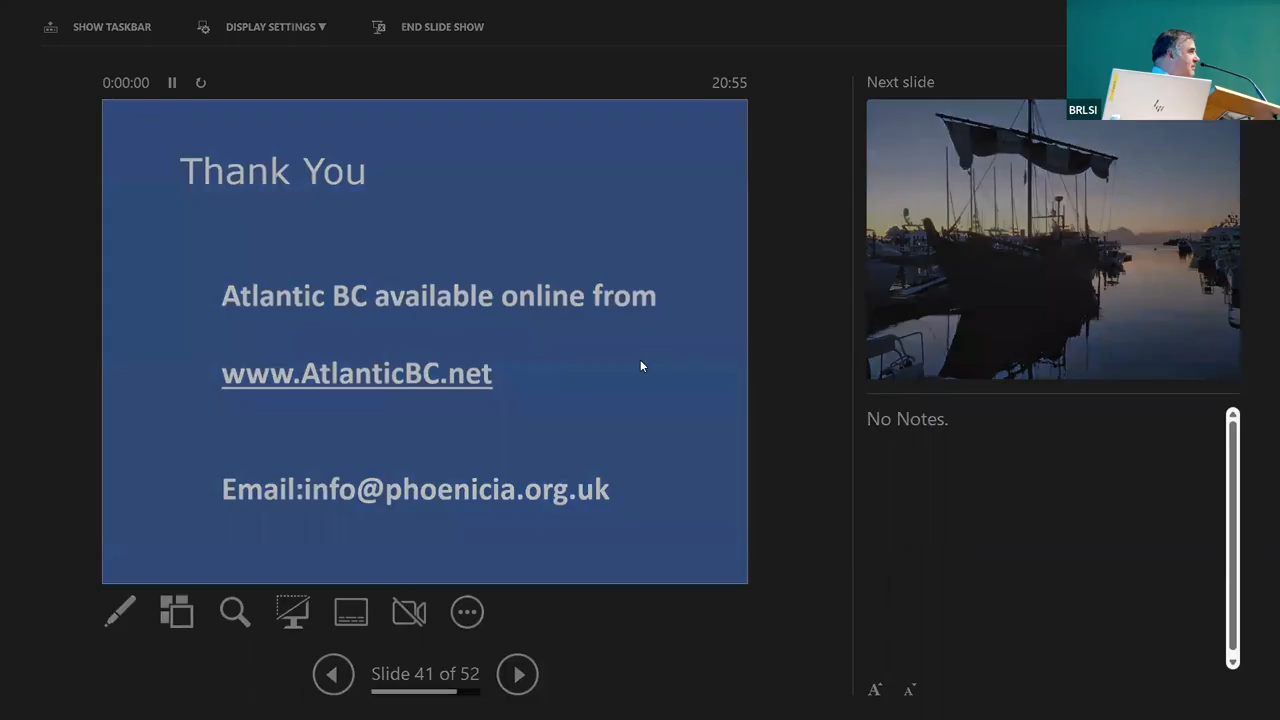 SHOW TASKBAR
DISPLAY SETTINGS ▼
END SLIDE SHOW
0:00:00
20:55
Thank You
Atlantic BC available online from
www.AtlanticBC.net
Email:info@phoenicia.org.uk
Slide 41 of 52
Next slide
BRLSI
No Notes.
A
A